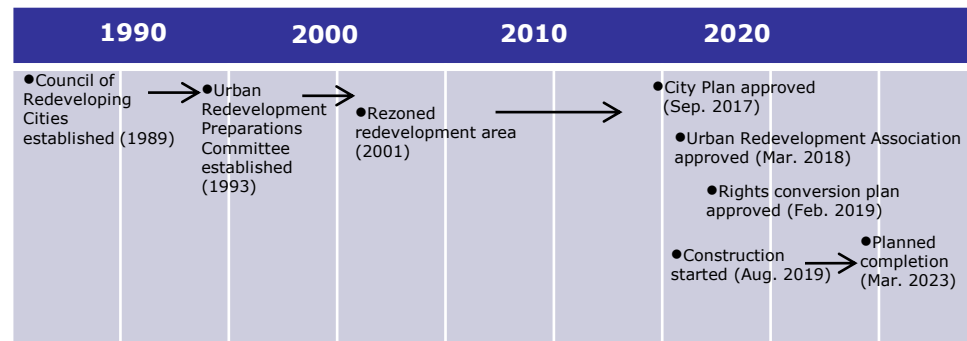 1990 2000 2010 2020
●Council of
Redeveloping
Cities
established (1989)
●Urban
Redevelopment
Preparations
Committee
established
(1993)
●Rezoned
redevelopment area
(2001)
●City Plan approved
(Sep. 2017)
●Urban Redevelopment Association
approved (Mar. 2018)
●Rights conversion plan
approved (Feb. 2019)
●Construction
started (Aug. 2019)
●Planned
completion
(Mar. 2023)